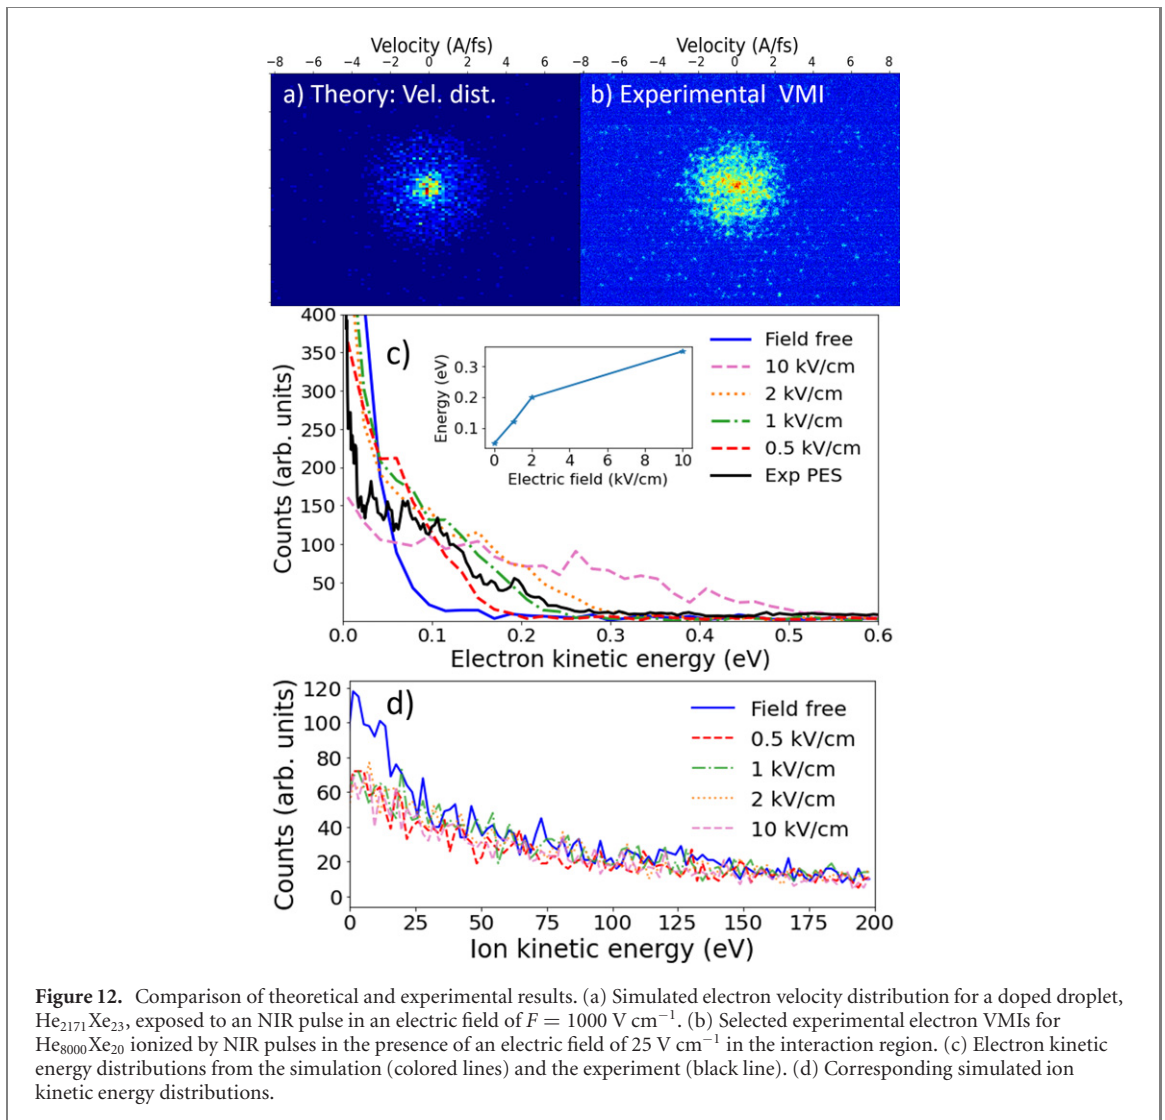 Velocity (A/fs) Velocity (A/fs)
−8 −6 −4 −2 0 2 4 6 −8 −6 −4 −2 0 2 4 6 8
a) Theory: Vel. dist. b) Experimental VMI
400
350
300
250
200
150
100
50
Counts (arb. units)
c)
0.3
0.2
0.1
Energy (eV)
0 2 4 6 8 10
Electric field (kV/cm)
Field free
10 kV/cm
2 kV/cm
1 kV/cm
0.5 kV/cm
Exp PES
0.0 0.1 0.2 0.3 0.4 0.5 0.6
Electron kinetic energy (eV)
120
100
80
60
40
20
0
Counts (arb. units)
d)
Field free
0.5 kV/cm
1 kV/cm
2 kV/cm
10 kV/cm
0 25 50 75 100 125 150 175 200
Ion kinetic energy (eV)
Figure 12. Comparison of theoretical and experimental results. (a) Simulated electron velocity distribution for a doped droplet,
He₂₁₇₁Xe₂₃, exposed to an NIR pulse in an electric field of F = 1000 V cm⁻¹. (b) Selected experimental electron VMIs for
He₈₀₀₀Xe₂₀ ionized by NIR pulses in the presence of an electric field of 25 V cm⁻¹ in the interaction region. (c) Electron kinetic
energy distributions from the simulation (colored lines) and the experiment (black line). (d) Corresponding simulated ion
kinetic energy distributions.